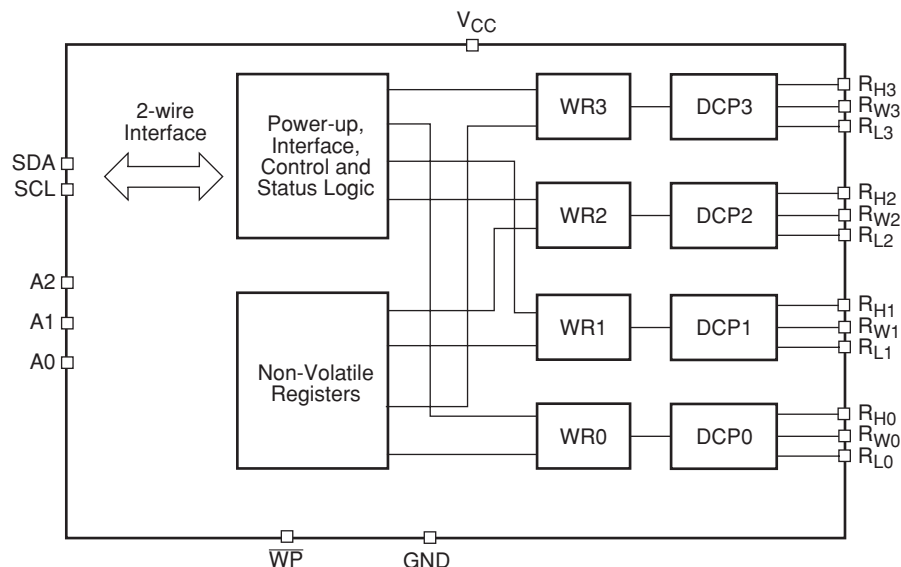 VCC
2-wire
Interface
SDA
SCL
A2
A1
A0
Power-up,
Interface,
Control and
Status Logic
Non-Volatile
Registers
WR3
DCP3
RH3
RW3
RL3
WR2
DCP2
RH2
RW2
RL2
WR1
DCP1
RH1
RW1
RL1
WR0
DCP0
RH0
RW0
RL0
WP
GND